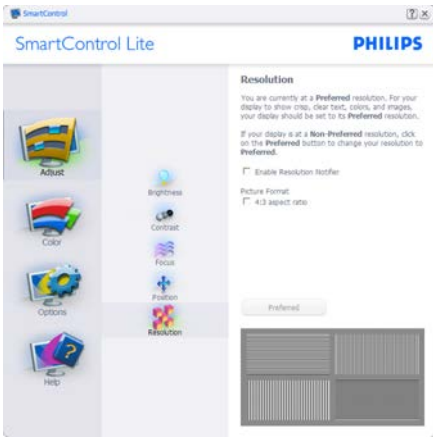 SmartControl
SmartControl Lite
PHILIPS
Adjust
Color
Options
Help
Brightness
Contrast
Focus
Position
Resolution
Resolution
You are currently at a Preferred resolution. For your
display to show crisp, clear text, colors, and images,
your display should be set to its Preferred resolution.
If your display is at a Non-Preferred resolution, click
on the Preferred button to change your resolution to
Preferred.
Enable Resolution Notifier
Picture Format
4:3 aspect ratio
Preferred